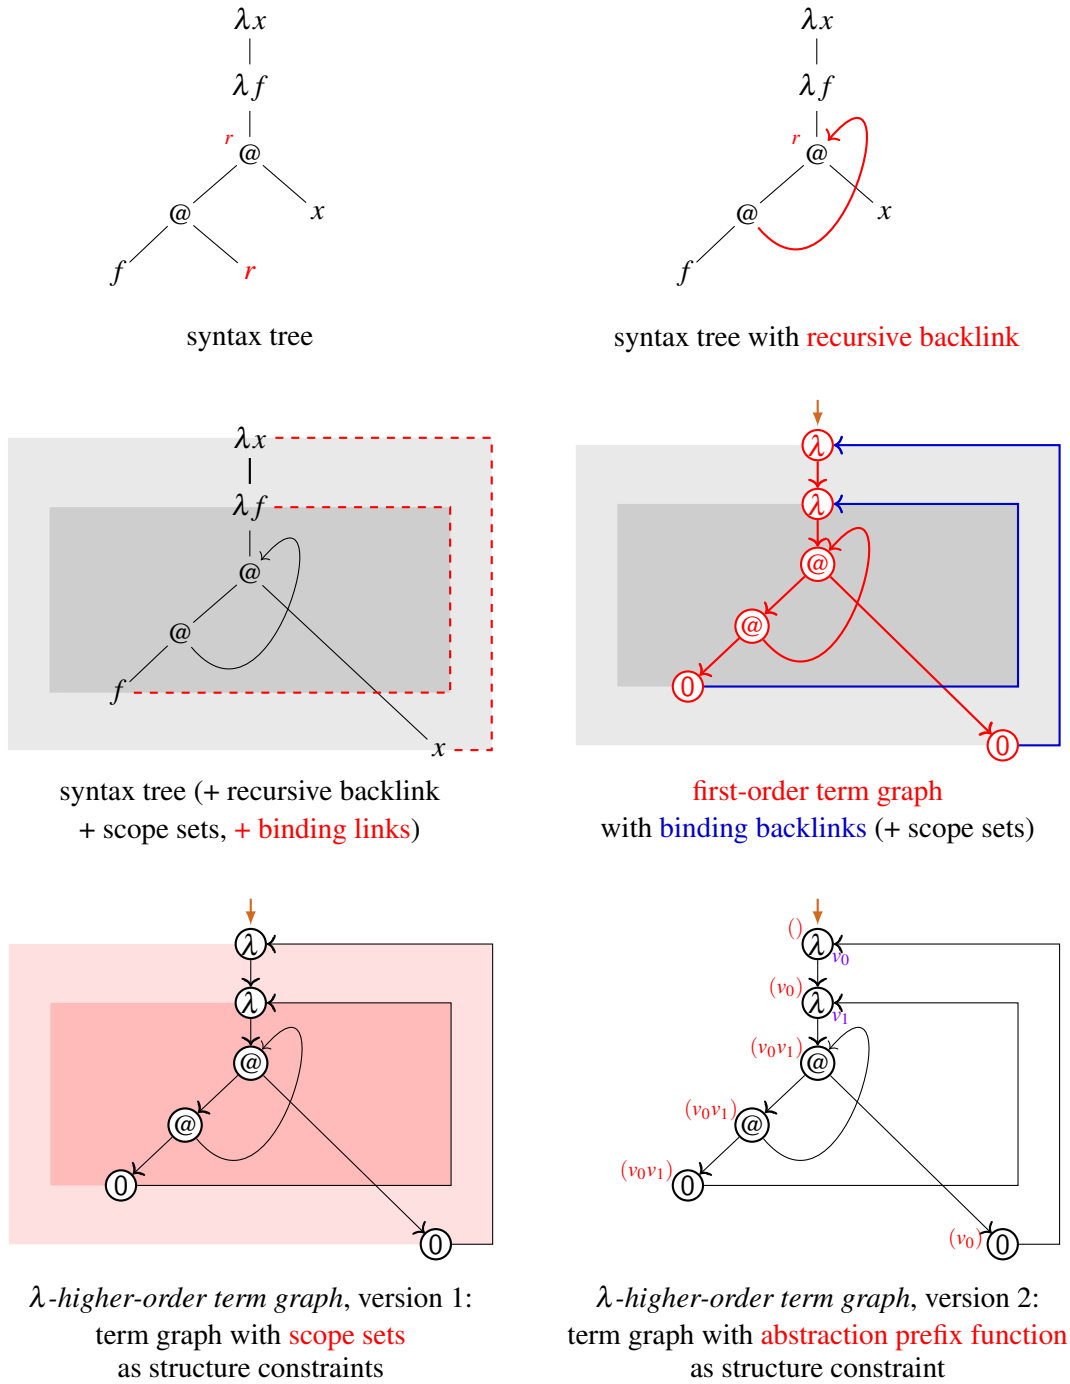 λx
λf
r @
@ x
f r
syntax tree
λx
λf
r @
@ x
f
syntax tree with recursive backlink
λx
λf
@
@
f
x
syntax tree (+ recursive backlink
+ scope sets, + binding links)
λ
λ
@
@
0
0
first-order term graph
with binding backlinks (+ scope sets)
λ
λ
@
@
0
0
λ-higher-order term graph, version 1:
term graph with scope sets
as structure constraints
() λ v₀
(v₀) λ v₁
(v₀v₁) @
(v₀v₁) @
(v₀v₁) 0
(v₀) 0
λ-higher-order term graph, version 2:
term graph with abstraction prefix function
as structure constraint